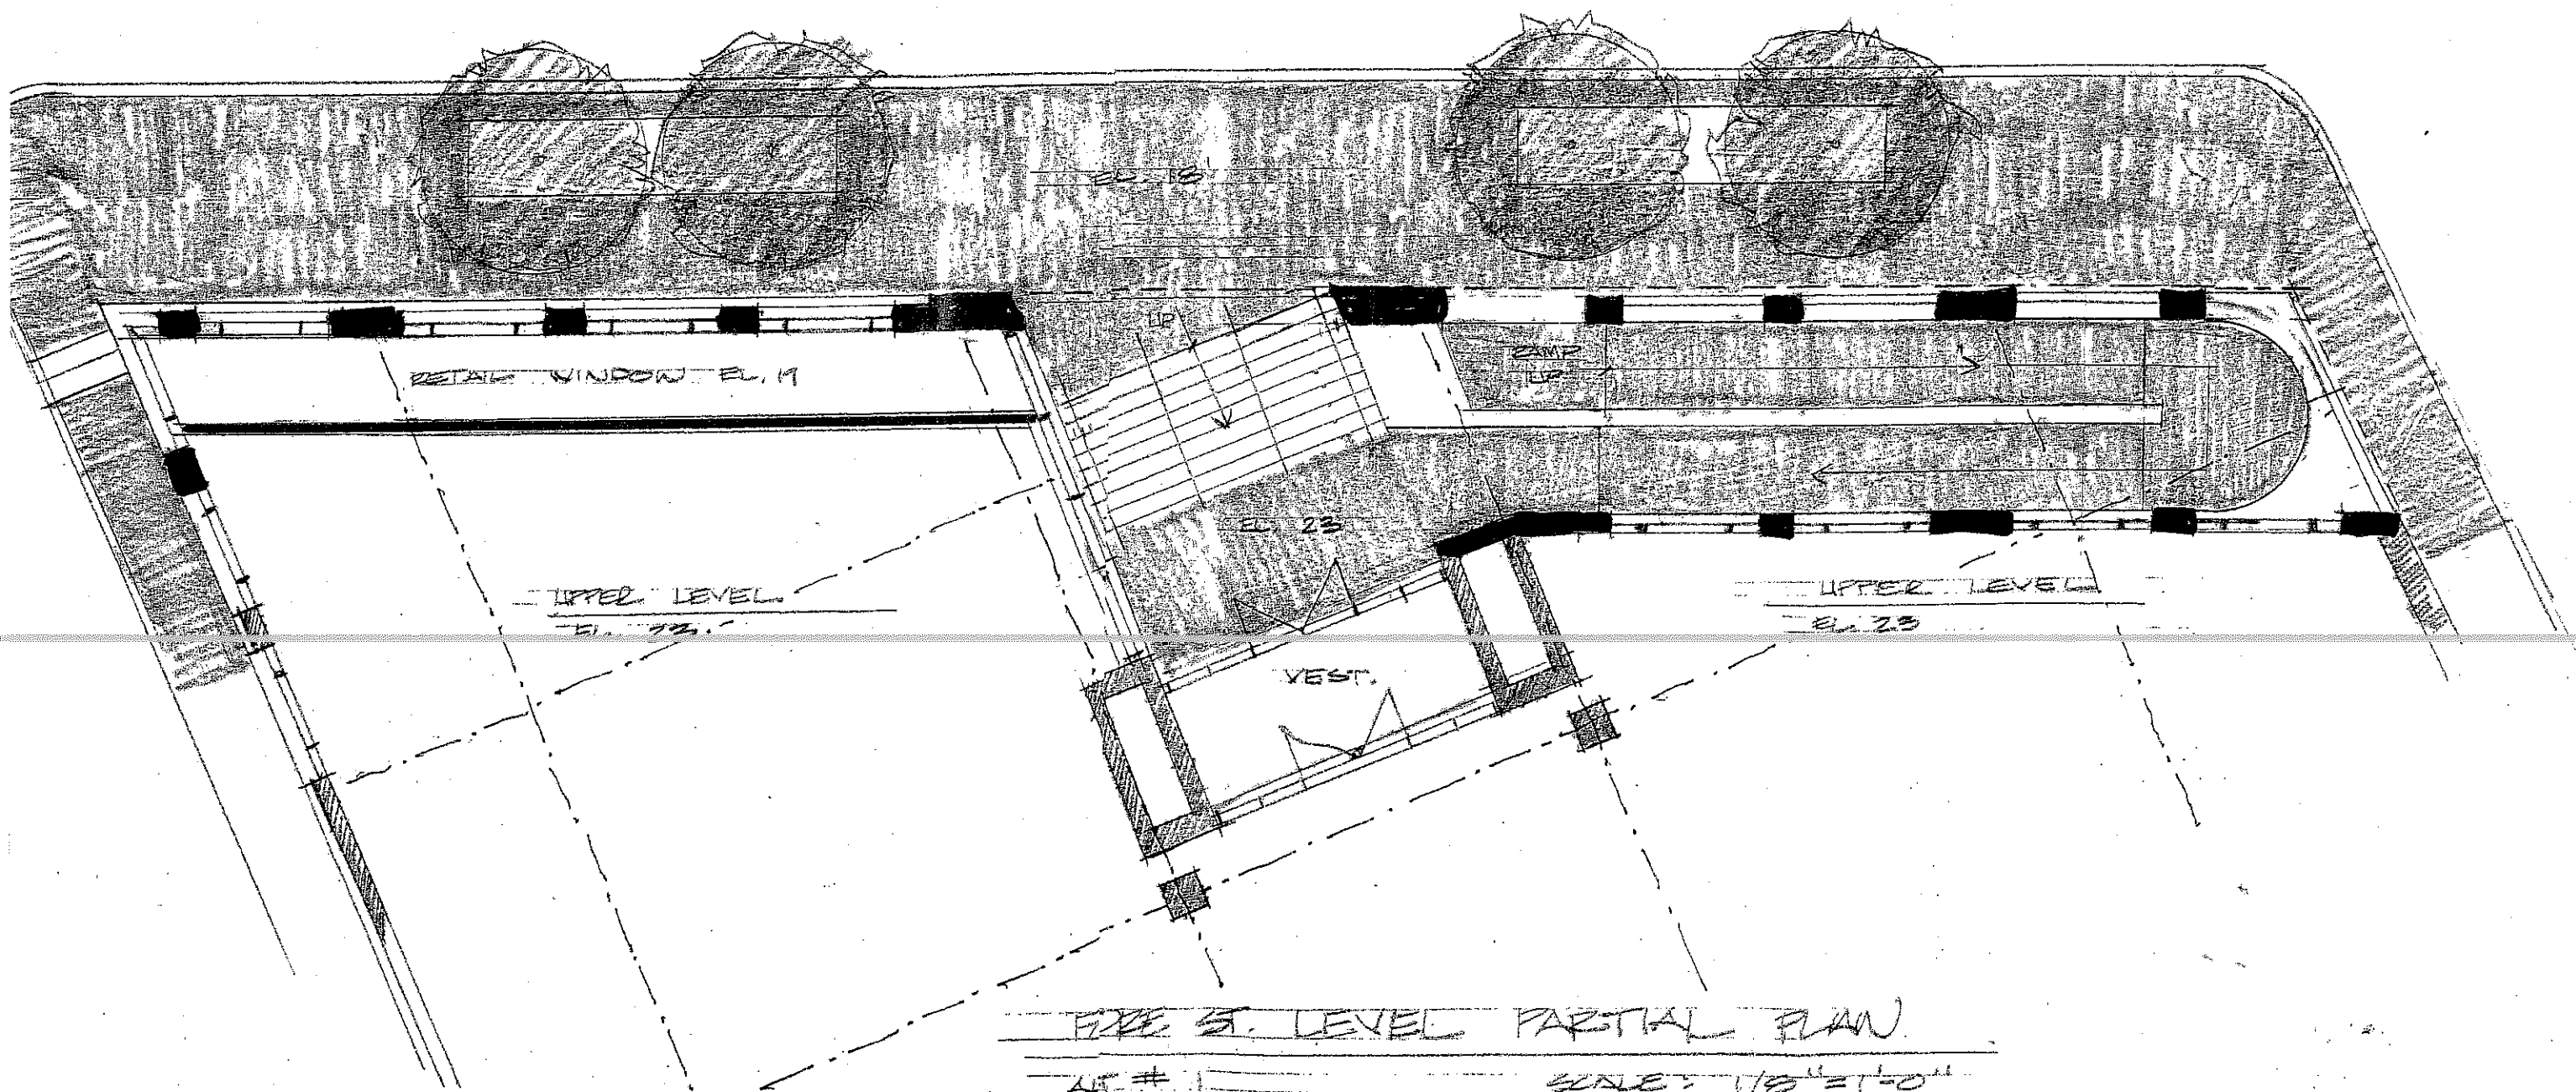 EL. 18'
UP
RAMP
UP
RETAIL WINDOW EL. 19
EL. 23
UPPER LEVEL
EL.
UPPER LEVEL
EL. 23
VEST.
ST. LEVEL PARTIAL PLAN
ALT # 1
SCALE: 1/8"=1'-0"